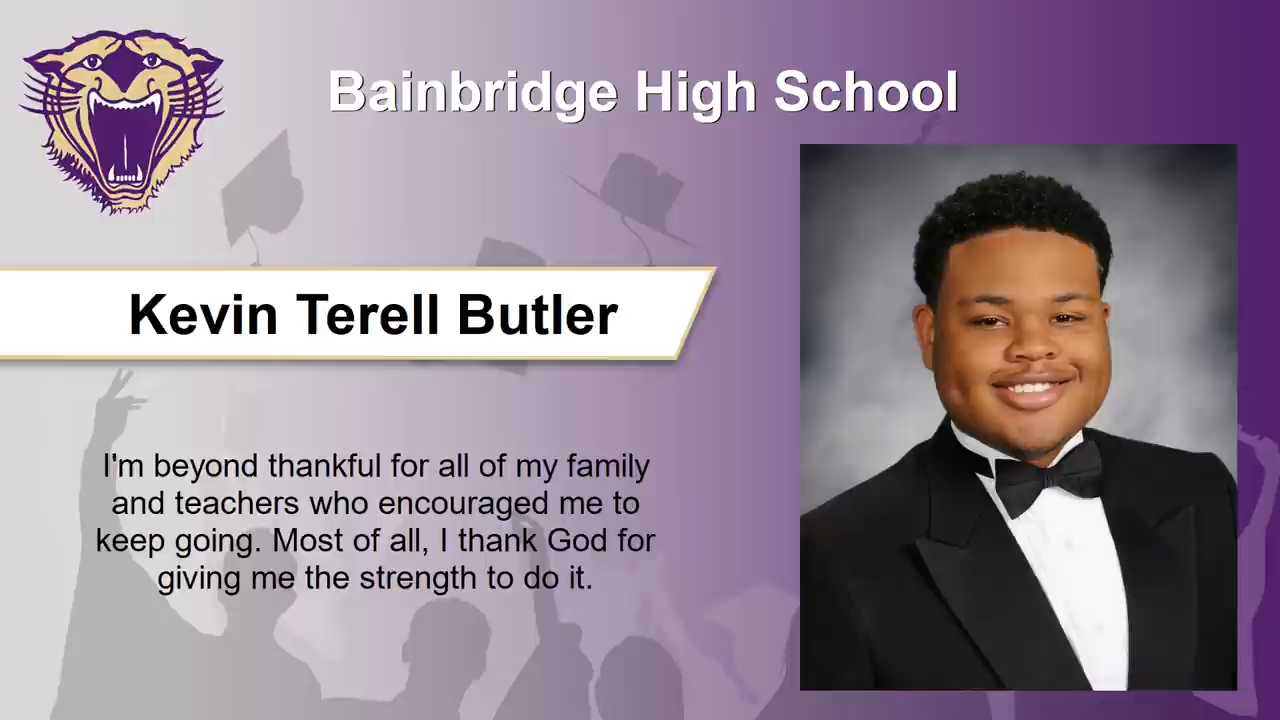 Bainbridge High School
Kevin Terell Butler
I'm beyond thankful for all of my family
and teachers who encouraged me to
keep going. Most of all, I thank God for
giving me the strength to do it.